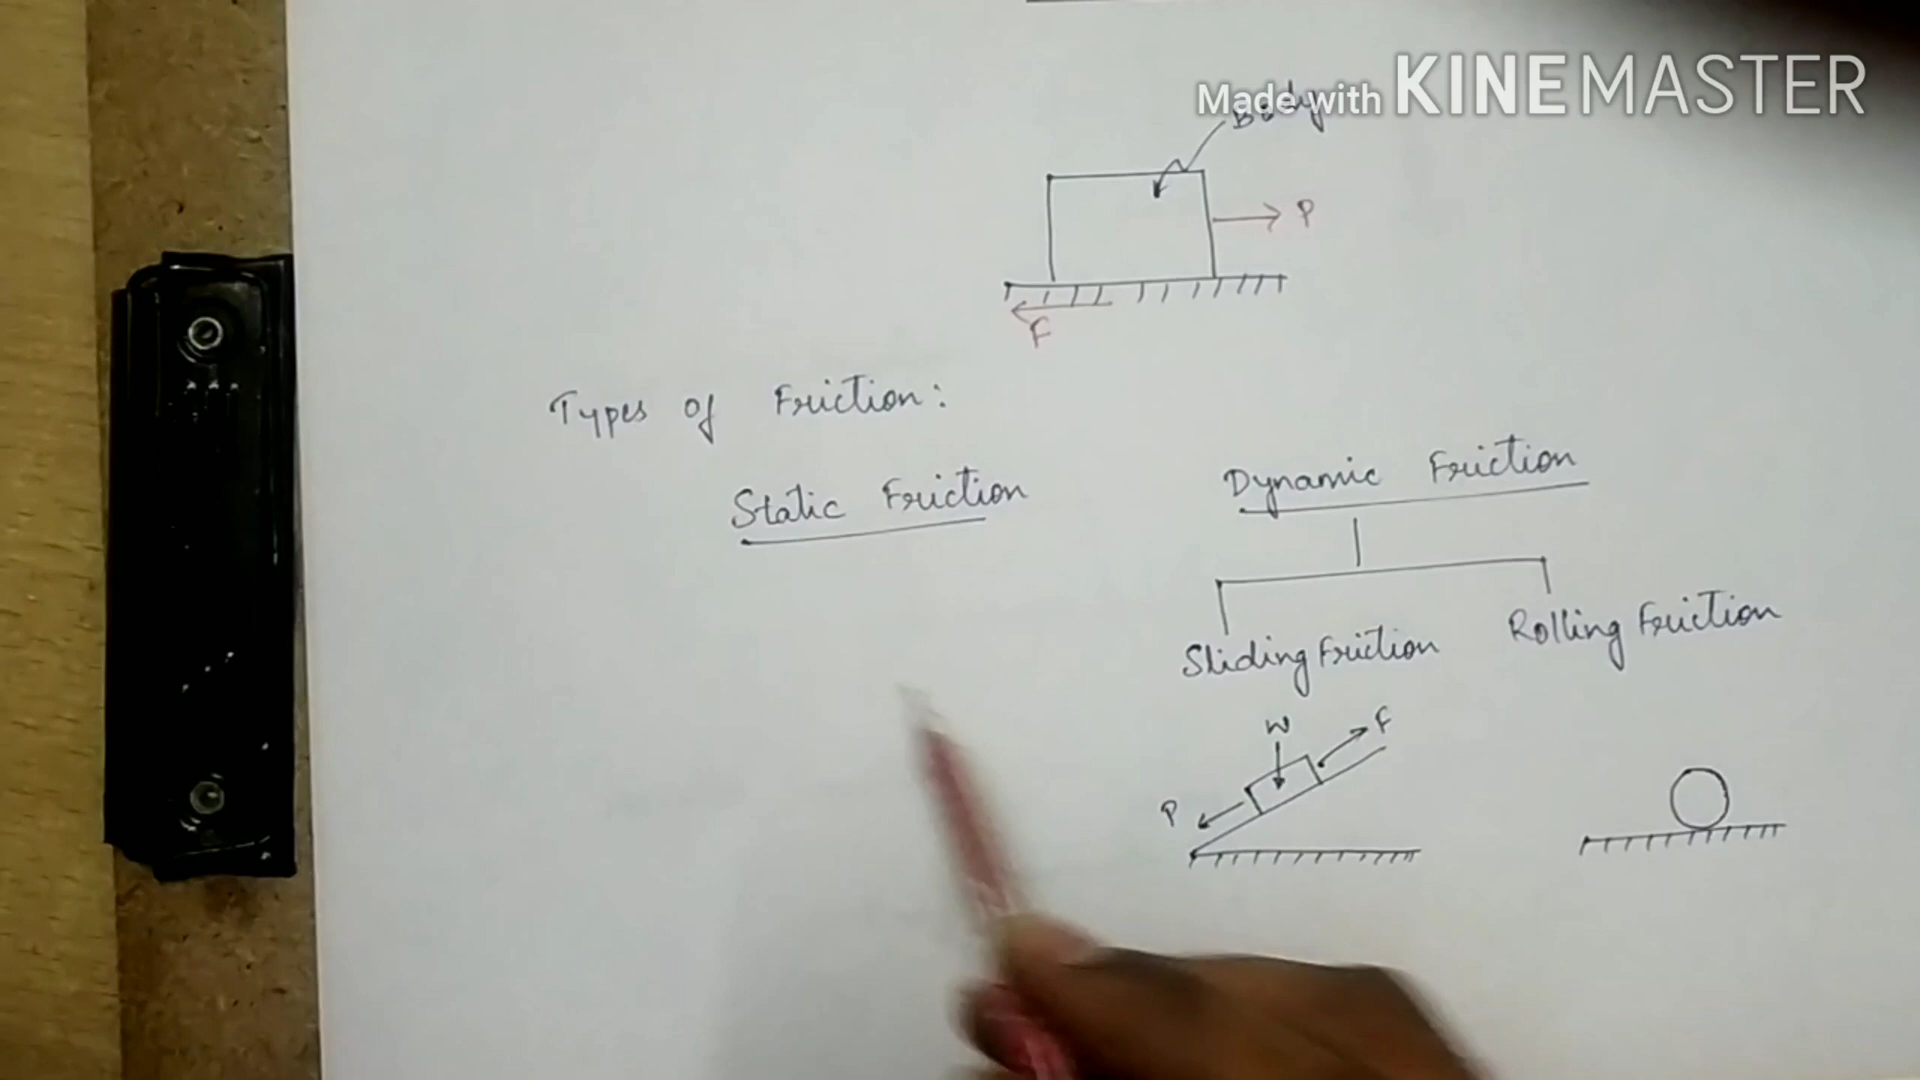 Made with KINEMASTER
Body
P
F
Types of Friction:
Static Friction
Dynamic Friction
Sliding Friction
Rolling Friction
W
F
P